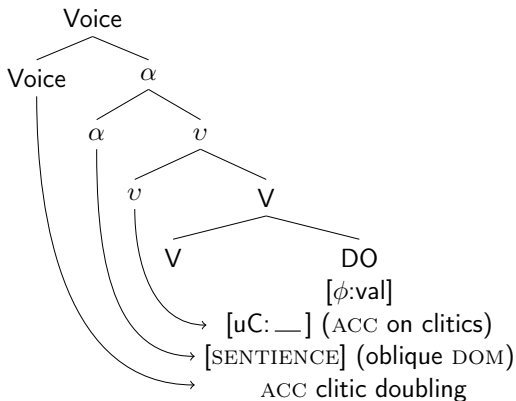 Voice
Voice α
α υ
υ V
V DO
[ϕ:val]
[uC: __ ] (ACC on clitics)
[SENTIENCE] (oblique DOM)
ACC clitic doubling